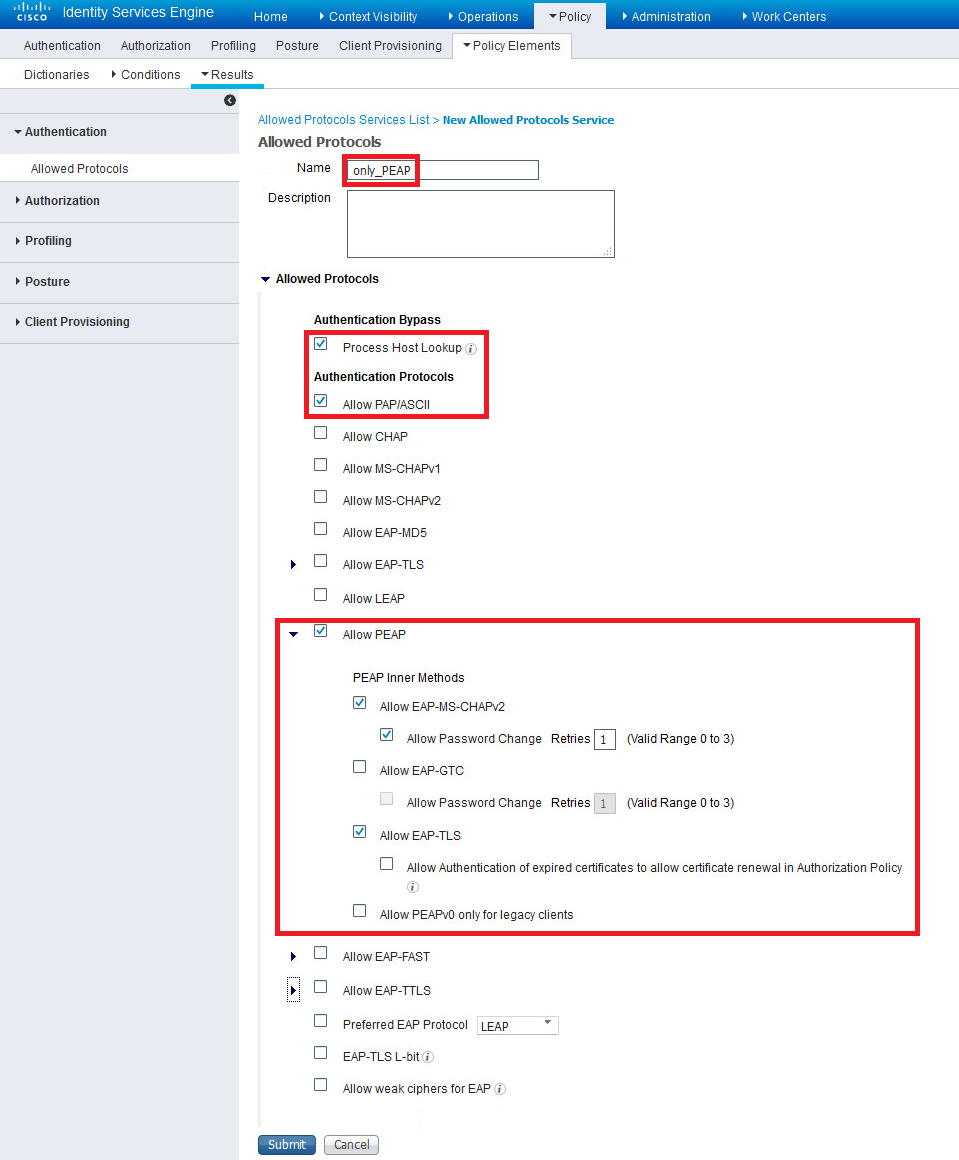 cisco Identity Services Engine Home Context Visibility Operations Policy Administration Work Centers
Authentication Authorization Profiling Posture Client Provisioning Policy Elements
Dictionaries Conditions Results
Authentication
Allowed Protocols
Authorization
Profiling
Posture
Client Provisioning
Allowed Protocols Services List > New Allowed Protocols Service
Allowed Protocols
Name only_PEAP
Description
Allowed Protocols
Authentication Bypass
Process Host Lookup i
Authentication Protocols
Allow PAP/ASCII
Allow CHAP
Allow MS-CHAPv1
Allow MS-CHAPv2
Allow EAP-MD5
Allow EAP-TLS
Allow LEAP
Allow PEAP
PEAP Inner Methods
Allow EAP-MS-CHAPv2
Allow Password Change Retries 1 (Valid Range 0 to 3)
Allow EAP-GTC
Allow Password Change Retries 1 (Valid Range 0 to 3)
Allow EAP-TLS
Allow Authentication of expired certificates to allow certificate renewal in Authorization Policy
i
Allow PEAPv0 only for legacy clients
Allow EAP-FAST
Allow EAP-TTLS
Preferred EAP Protocol LEAP
EAP-TLS L-bit i
Allow weak ciphers for EAP i
Submit Cancel